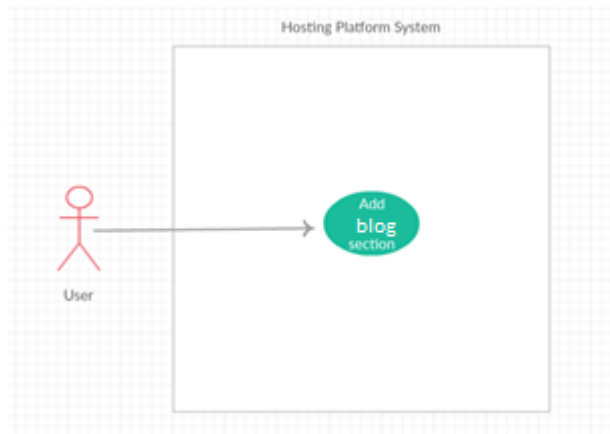 Hosting Platform System
Add
blog
section
User